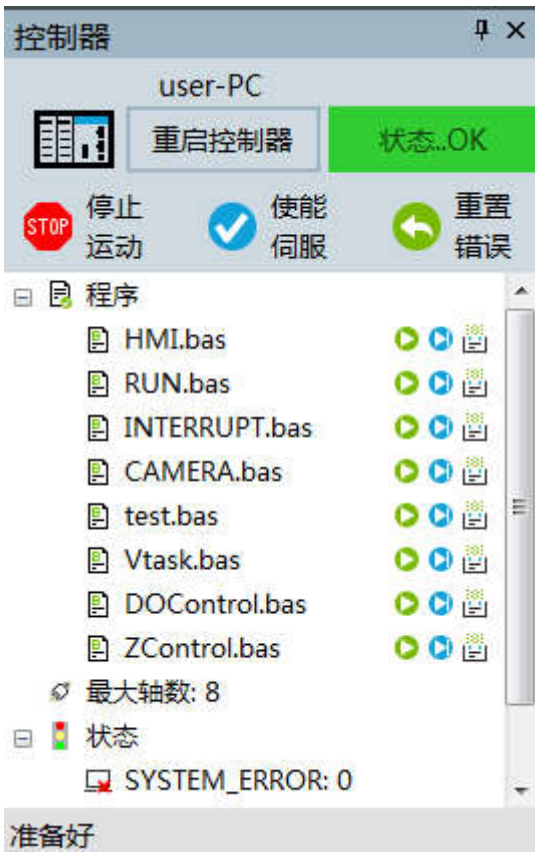 控制器
user-PC
重启控制器
状态..OK
STOP
停止
运动
使能
伺服
重置
错误
程序
HMI.bas
RUN.bas
INTERRUPT.bas
CAMERA.bas
test.bas
Vtask.bas
DOControl.bas
ZControl.bas
最大轴数: 8
状态
SYSTEM_ERROR: 0
准备好